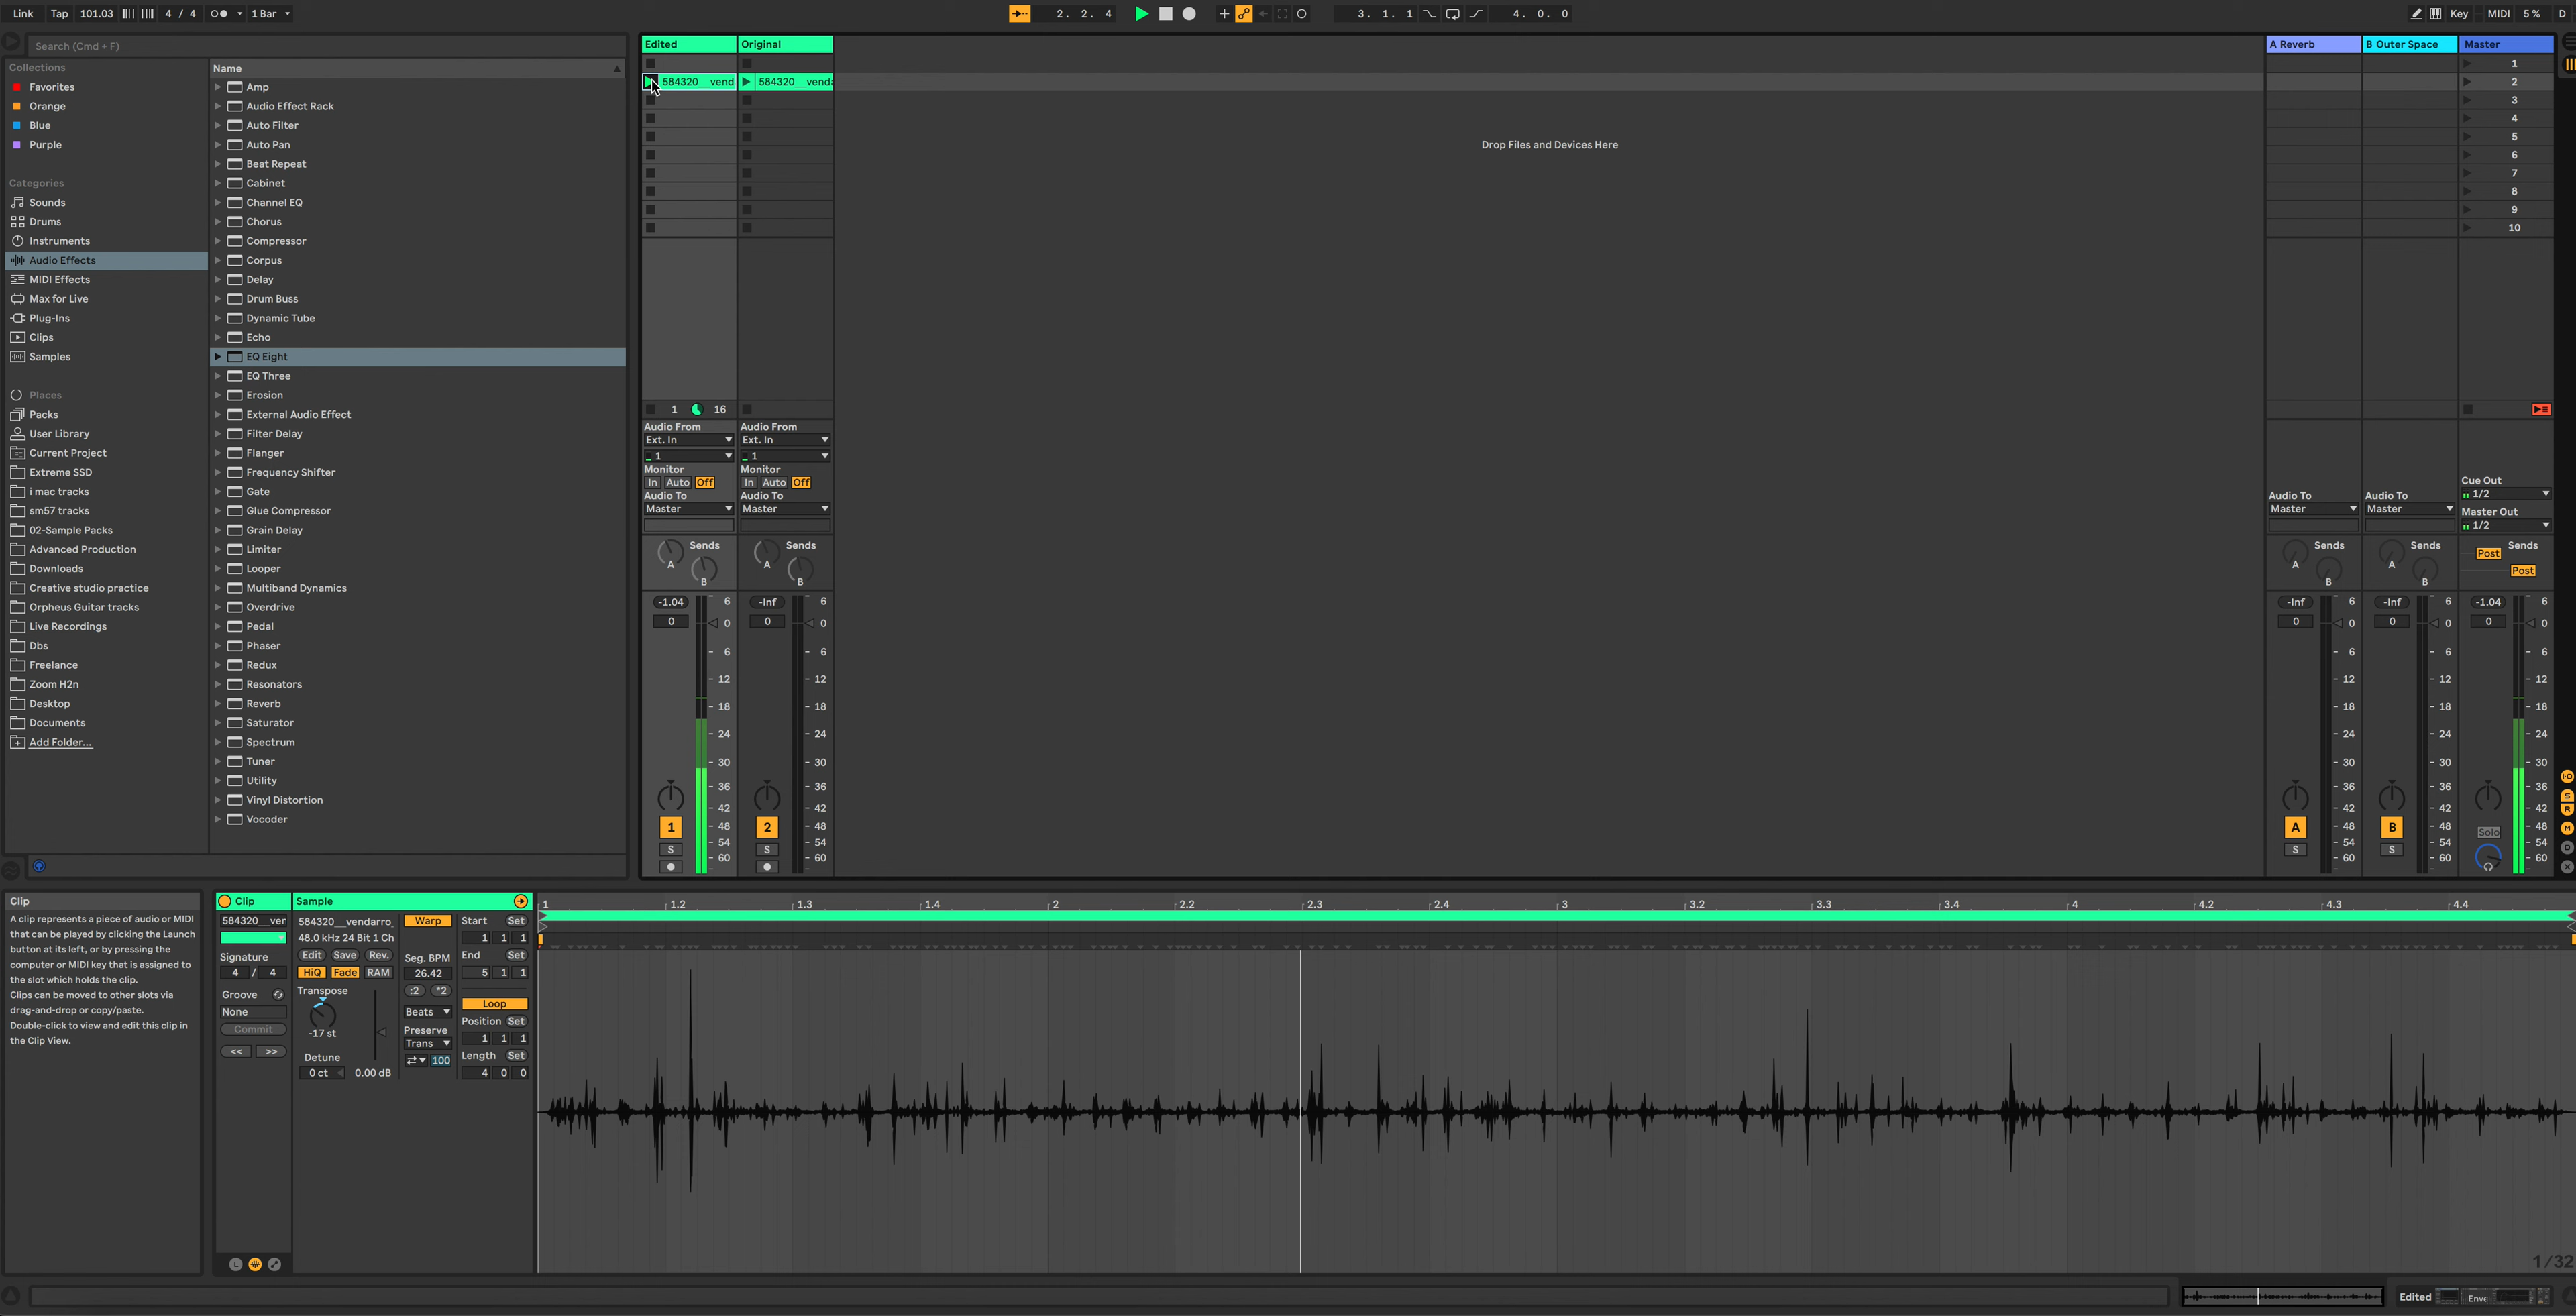 Link Tap 101.03 4 / 4 1 Bar 2. 2. 4 3. 1. 1 4. 0. 0 Key MIDI 5 % D
Search (Cmd + F)
Collections
Favorites
Orange
Blue
Purple
Categories
Sounds
Drums
Instruments
Audio Effects
MIDI Effects
Max for Live
Plug-Ins
Clips
Samples
Places
Packs
User Library
Current Project
Extreme SSD
i mac tracks
sm57 tracks
02-Sample Packs
Advanced Production
Downloads
Creative studio practice
Orpheus Guitar tracks
Live Recordings
Dbs
Freelance
Zoom H2n
Desktop
Documents
Add Folder...
Name
Amp
Audio Effect Rack
Auto Filter
Auto Pan
Beat Repeat
Cabinet
Channel EQ
Chorus
Compressor
Corpus
Delay
Drum Buss
Dynamic Tube
Echo
EQ Eight
EQ Three
Erosion
External Audio Effect
Filter Delay
Flanger
Frequency Shifter
Gate
Glue Compressor
Grain Delay
Limiter
Looper
Multiband Dynamics
Overdrive
Pedal
Phaser
Redux
Resonators
Reverb
Saturator
Spectrum
Tuner
Utility
Vinyl Distortion
Vocoder
Edited Original
584320__vend 584320__venda
Drop Files and Devices Here
A Reverb B Outer Space Master
1
2
3
4
5
6
7
8
9
10
1 16
Audio From Audio From
Ext. In Ext. In
1 1
Monitor Monitor
In Auto Off In Auto Off
Audio To Audio To
Master Master
Sends Sends
A A
B B
-1.04 6 -Inf 6
0 0 0 0
6 6
12 12
18 18
24 24
30 30
36 36
42 42
1 48 2 48
S 54 S 54
60 60
Cue Out
1/2
Audio To Audio To Master Out
Master Master 1/2
Sends Sends Post Sends
A A Post
B B
-Inf 6 -Inf 6 -1.04 6
0 0 0 0 0 0
6 6 6
12 12 12
18 18 18
24 24 24
30 30 30
36 36 36
42 42 42
A 48 B 48 Solo 48
S 54 S 54 54
60 60 60
I·O
S
R
M
D
X
Clip
A clip represents a piece of audio or MIDI
that can be played by clicking the Launch
button at its left, or by pressing the
computer or MIDI key that is assigned to
the slot which holds the clip.
Clips can be moved to other slots via
drag-and-drop or copy/paste.
Double-click to view and edit this clip in
the Clip View.
Clip
584320__ver
Signature
4 / 4
Groove
None
Commit
<< >>
L
Sample
584320__vendarro
48.0 kHz 24 Bit 1 Ch
Edit Save Rev.
HiQ Fade RAM
Transpose
-17 st
Detune
0 ct 0.00 dB
Warp
Seg. BPM
26.42
:2 *2
Beats
Preserve
Trans
100
Start Set
1 1 1
End Set
5 1 1
Loop
Position Set
1 1 1
Length Set
4 0 0
1 1.2 1.3 1.4 2 2.2 2.3 2.4 3 3.2 3.3 3.4 4 4.2 4.3 4.4
1/32
Edited